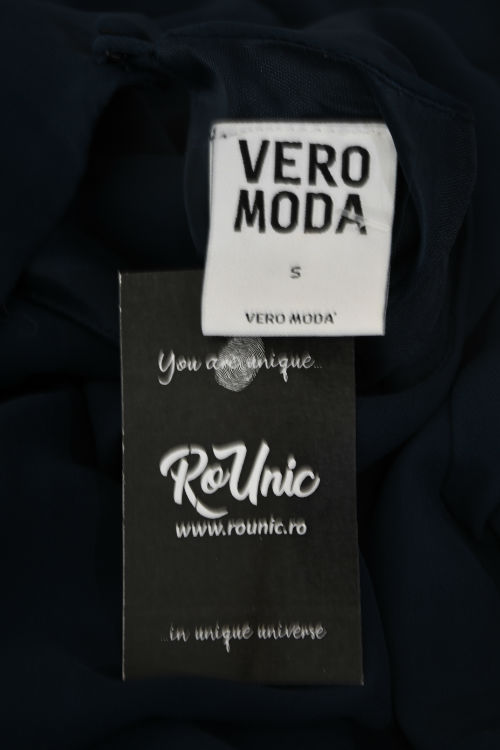 VERO
MODA
S
VERO MODA
You are unique...
RoUnic
www.rounic.ro
...in unique universe